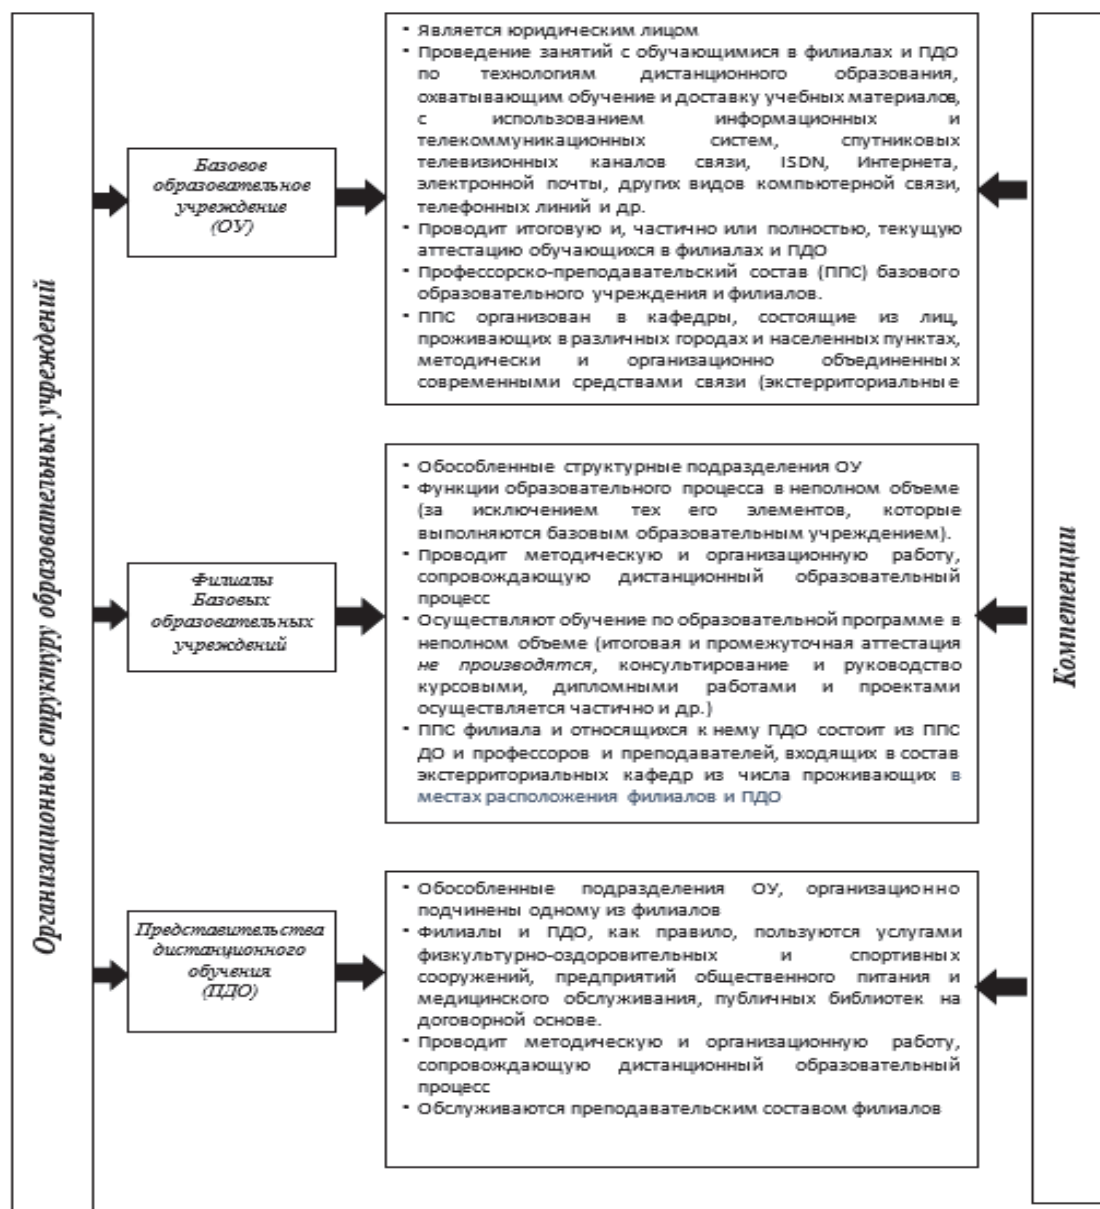 Организационные структуру образовательных учреждений
Базовое
образовательное
учреждение
(ОУ)
• Является юридическим лицом
• Проведение занятий с обучающимися в филиалах и ПДО
по технологиям дистанционного образования,
охватывающим обучение и доставку учебных материалов,
с использованием информационных и
телекоммуникационных систем, спутниковых
телевизионных каналов связи, ISDN, Интернета,
электронной почты, других видов компьютерной связи,
телефонных линий и др.
• Проводит итоговую и, частично или полностью, текущую
аттестацию обучающихся в филиалах и ПДО
• Профессорско-преподавательский состав (ППС) базового
образовательного учреждения и филиалов.
• ППС организован в кафедры, состоящие из лиц,
проживающих в различных городах и населенных пунктах,
методически и организационно объединенных
современными средствами связи (экстерриториальные
Филиалы
Базовых
образовательных
учреждений
• Обособленные структурные подразделения ОУ
• Функции образовательного процесса в неполном объеме
(за исключением тех его элементов, которые
выполняются базовым образовательным учреждением).
• Проводит методическую и организационную работу,
сопровождающую дистанционный образовательный
процесс
• Осуществляют обучение по образовательной программе в
неполном объеме (итоговая и промежуточная аттестация
не производятся, консультирование и руководство
курсовыми, дипломными работами и проектами
осуществляется частично и др.)
• ППС филиала и относящихся к нему ПДО состоит из ППС
ДО и профессоров и преподавателей, входящих в состав
экстерриториальных кафедр из числа проживающих в
местах расположения филиалов и ПДО
Представительства
дистанционного
обучения
(ПДО)
• Обособленные подразделения ОУ, организационно
подчинены одному из филиалов
• Филиалы и ПДО, как правило, пользуются услугами
физкультурно-оздоровительных и спортивных
сооружений, предприятий общественного питания и
медицинского обслуживания, публичных библиотек на
договорной основе.
• Проводит методическую и организационную работу,
сопровождающую дистанционный образовательный
процесс
• Обслуживаются преподавательским составом филиалов
Компетенции